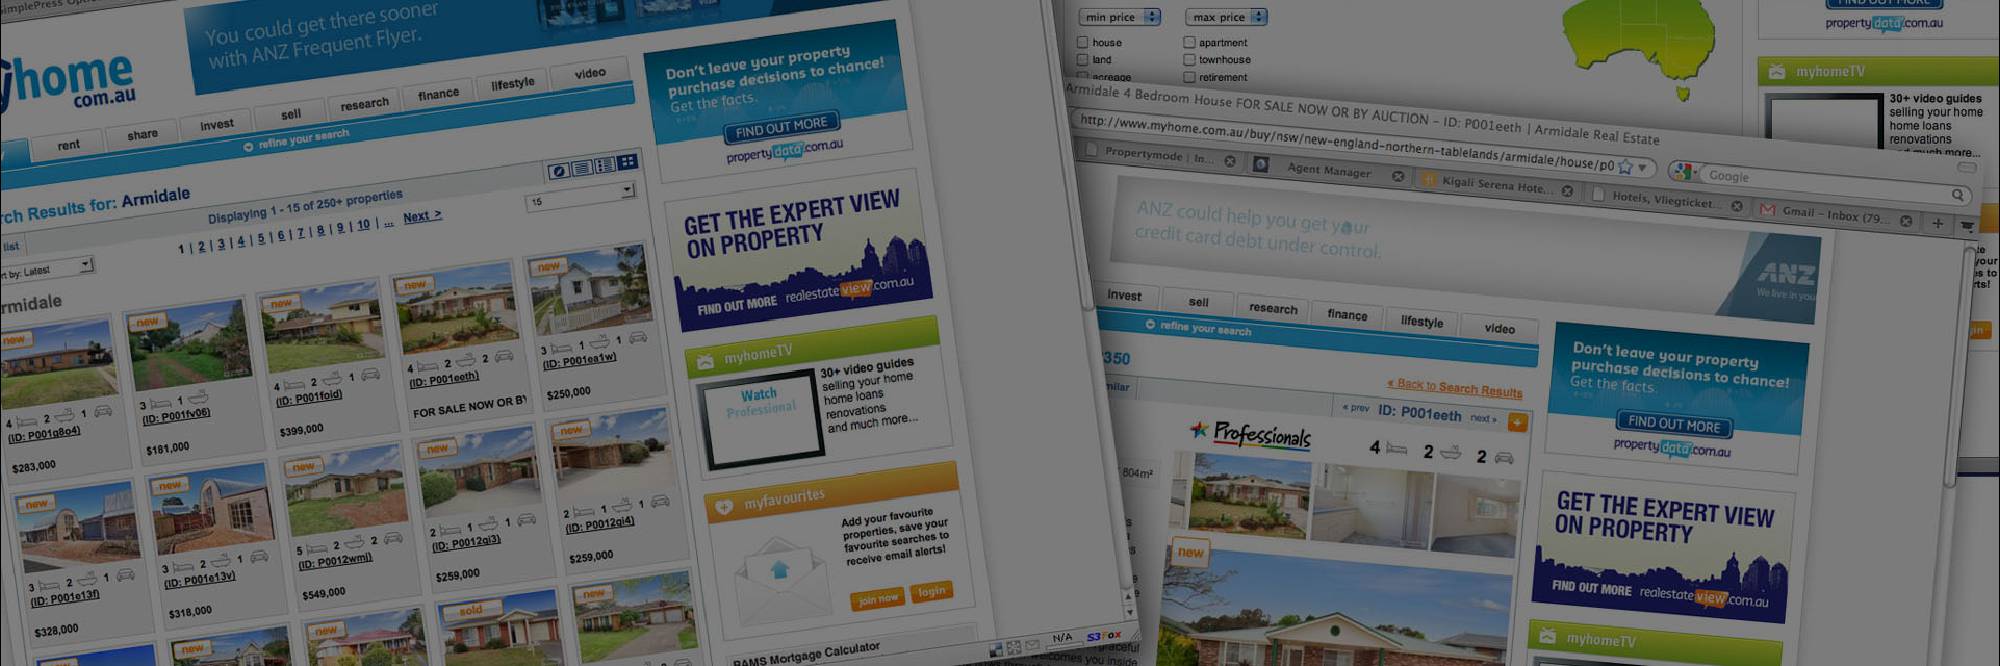 SimplePress Opti
You could get there sooner
with ANZ Frequent Flyer.
yhome
com.au
rent
share
invest
sell
research
finance
lifestyle
video
refine your search
rch Results for: Armidale
Displaying 1 - 15 of 250+ properties
1 | 2 | 3 | 4 | 5 | 6 | 7 | 8 | 9 | 10 | ... Next >
15
list
rt by: Latest
rmidale
new
4 2 1
(ID: P001q8o4)
$283,000
new
3 1
(ID: P001fv06)
$181,000
new
4 2 1
(ID: P001foid)
$399,000
new
4 2 2
(ID: P001eeth)
FOR SALE NOW OR BY
new
3 1 1
(ID: P001ea1w)
$250,000
new
3 2 1
(ID: P001e13f)
$328,000
new
3 2 1
(ID: P001e13v)
$318,000
new
5 2 2
(ID: P0012wml)
$549,000
new
2 1 1
(ID: P0012qi3)
$259,000
new
2 1 1
(ID: P0012qi4)
$259,000
new
new
sold
new
Don't leave your property
purchase decisions to chance!
Get the facts.
FIND OUT MORE
propertydata.com.au
GET THE EXPERT VIEW
ON PROPERTY
FIND OUT MORE realestateview.com.au
myhomeTV
Watch
Professional
30+ video guides
selling your home
home loans
renovations
and much more...
myfavourites
Add your favourite
properties, save your
favourite searches to
receive email alerts!
join now
login
RAMS Mortgage Calculator
N/A S3Fox
min price
max price
house
apartment
land
townhouse
acreage
retirement
FIND OUT MORE
propertydata.com.au
myhomeTV
30+ video guides
selling your home
home loans
renovations
and much more...
Armidale 4 Bedroom House FOR SALE NOW OR BY AUCTION - ID: P001eeth | Armidale Real Estate
http://www.myhome.com.au/buy/nsw/new-england-northern-tablelands/armidale/house/p0
Google
Propertymode | In...
Agent Manager
Kigali Serena Hote...
Hotels, Vliegticket...
Gmail - Inbox (79...
ANZ could help you get your
credit card debt under control.
ANZ
We live in you
invest
sell
research
finance
lifestyle
video
refine your search
350
« Back to Search Results
milar
« prev ID: P001eeth next »
Professionals
4 2 2
804m²
new
Don't leave your property
purchase decisions to chance!
Get the facts.
FIND OUT MORE
propertydata.com.au
GET THE EXPERT VIEW
ON PROPERTY
FIND OUT MORE realestateview.com.au
myhomeTV